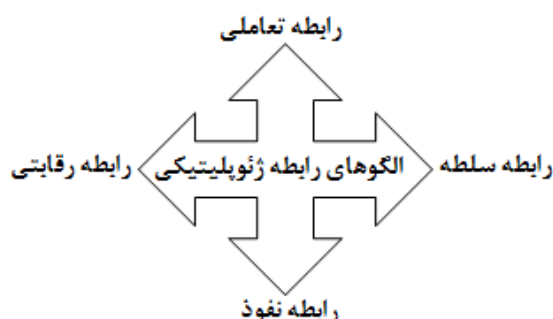 رابطه تعاملی
رابطه سلطه
الگوهای رابطه ژئوپلیتیکی
رابطه رقابتی
رابطه نفوذ